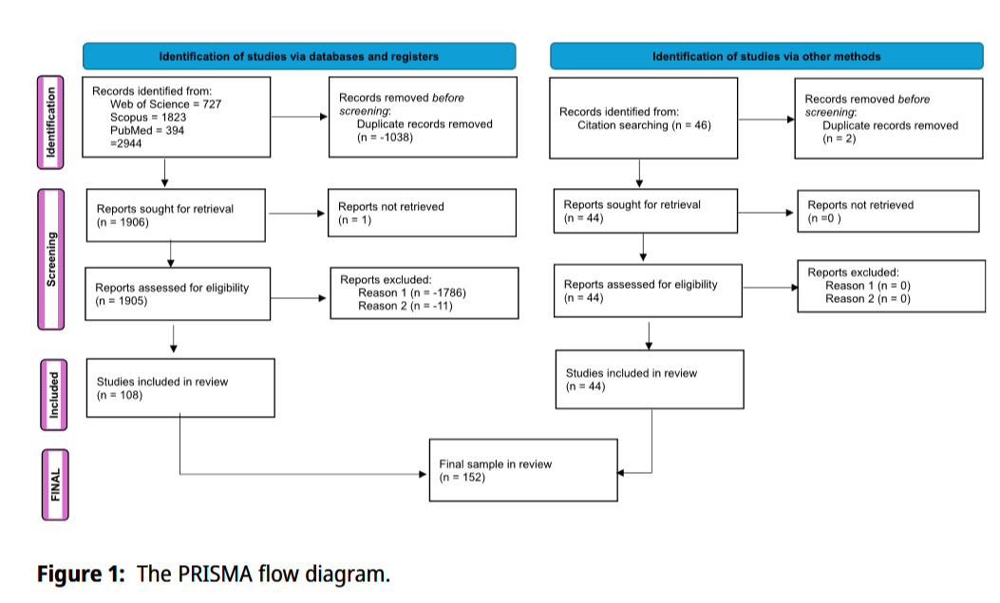 Identification of studies via databases and registers
Identification of studies via other methods
Identification
Records identified from:
Web of Science = 727
Scopus = 1823
PubMed = 394
=2944
Records removed before
screening:
Duplicate records removed
(n = -1038)
Records identified from:
Citation searching (n = 46)
Records removed before
screening:
Duplicate records removed
(n = 2)
Screening
Reports sought for retrieval
(n = 1906)
Reports not retrieved
(n = 1)
Reports sought for retrieval
(n = 44)
Reports not retrieved
(n =0 )
Reports assessed for eligibility
(n = 1905)
Reports excluded:
Reason 1 (n = -1786)
Reason 2 (n = -11)
Reports assessed for eligibility
(n = 44)
Reports excluded:
Reason 1 (n = 0)
Reason 2 (n = 0)
Included
Studies included in review
(n = 108)
Studies included in review
(n = 44)
FINAL
Final sample in review
(n = 152)
Figure 1: The PRISMA flow diagram.